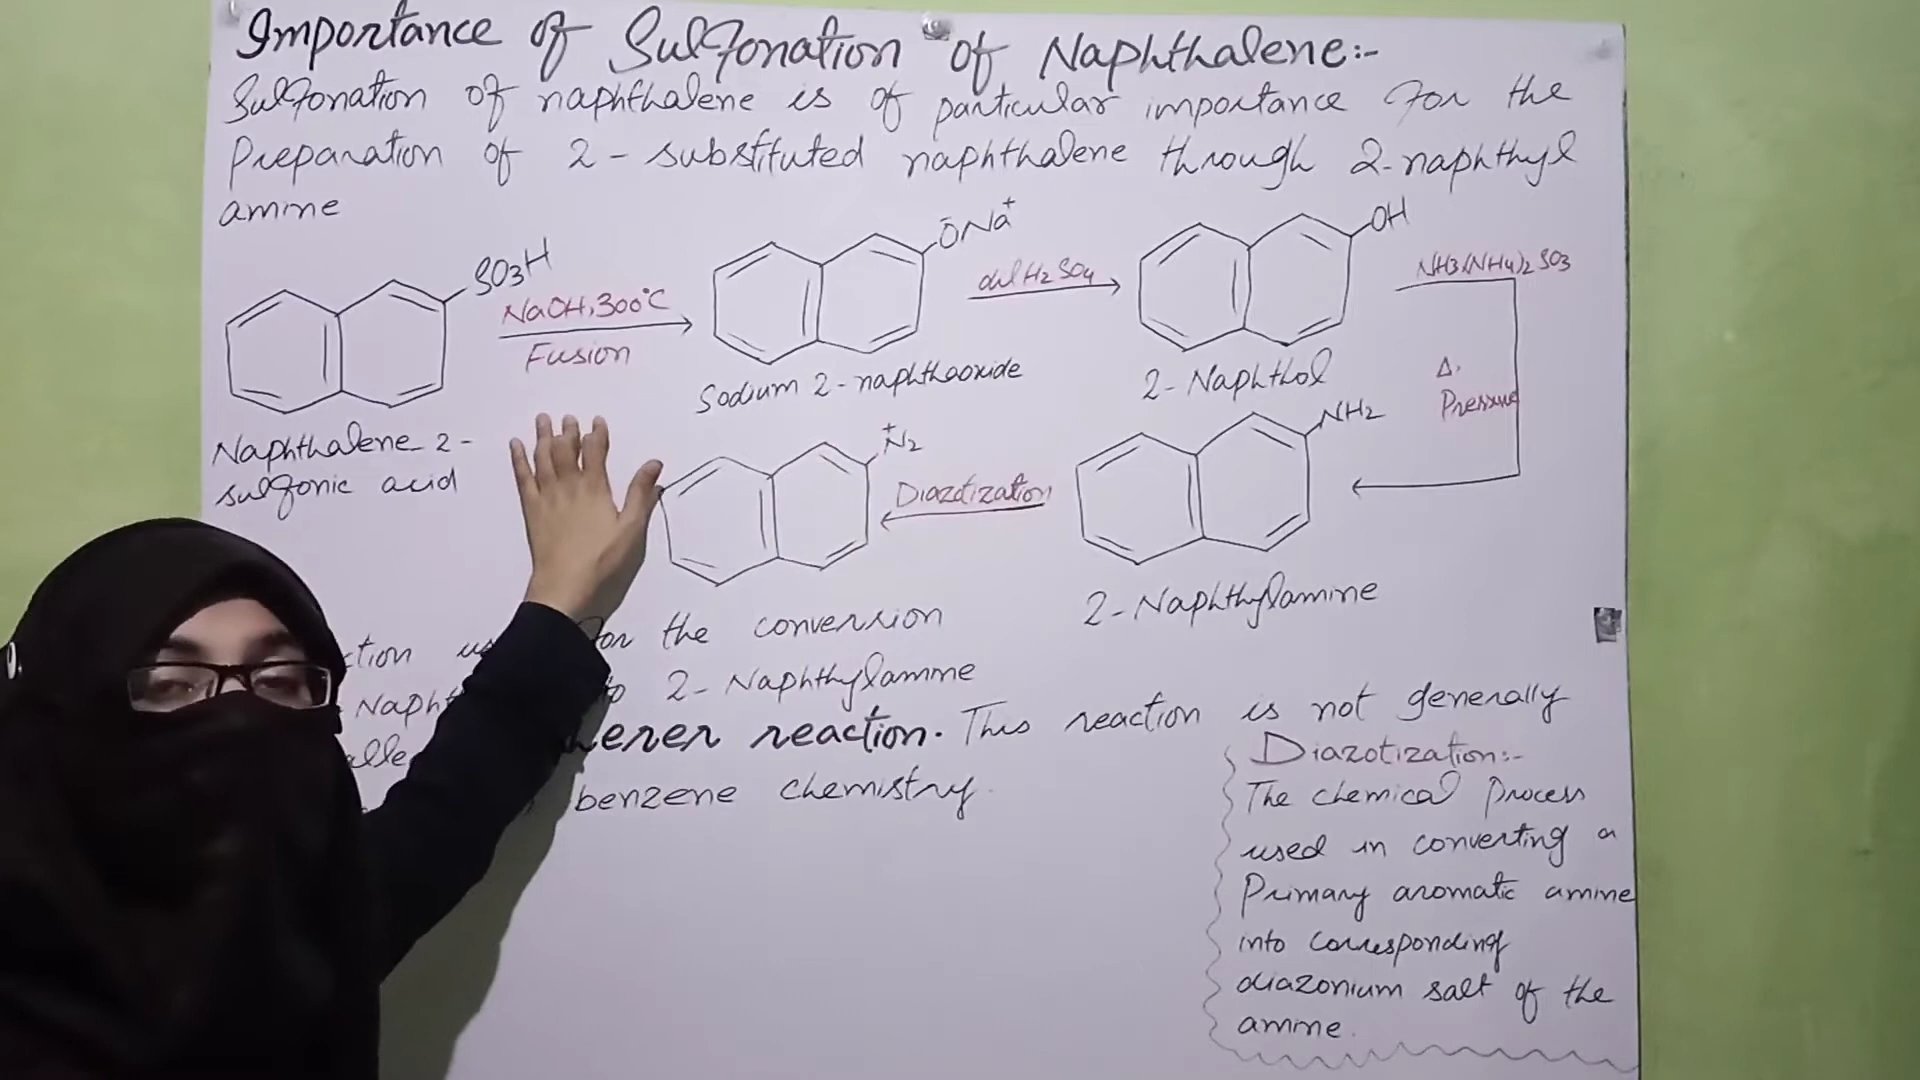 Importance of Sulfonation of Naphthalene:-
Sulfonation of naphthalene is of particular importance for the
Preparation of 2-substituted naphthalene through 2-naphthyl
amine
SO3H
NaOH,300°C
Fusion
ŌNa+
dil H2SO4
OH
NH3(NH4)2SO3
Δ,
Pressure
Naphthalene 2-
sulfonic acid
Sodium 2-naphthaoxide
2-Naphthol
+N2
Diazotization
NH2
2-Naphthylamine
for the conversion
to 2-Naphthylamine
reaction. This reaction is not generally
benzene chemistry.
Diazotization:-
The chemical Process
used in converting a
Primary aromatic amine
into corresponding
diazonium salt of the
amine.